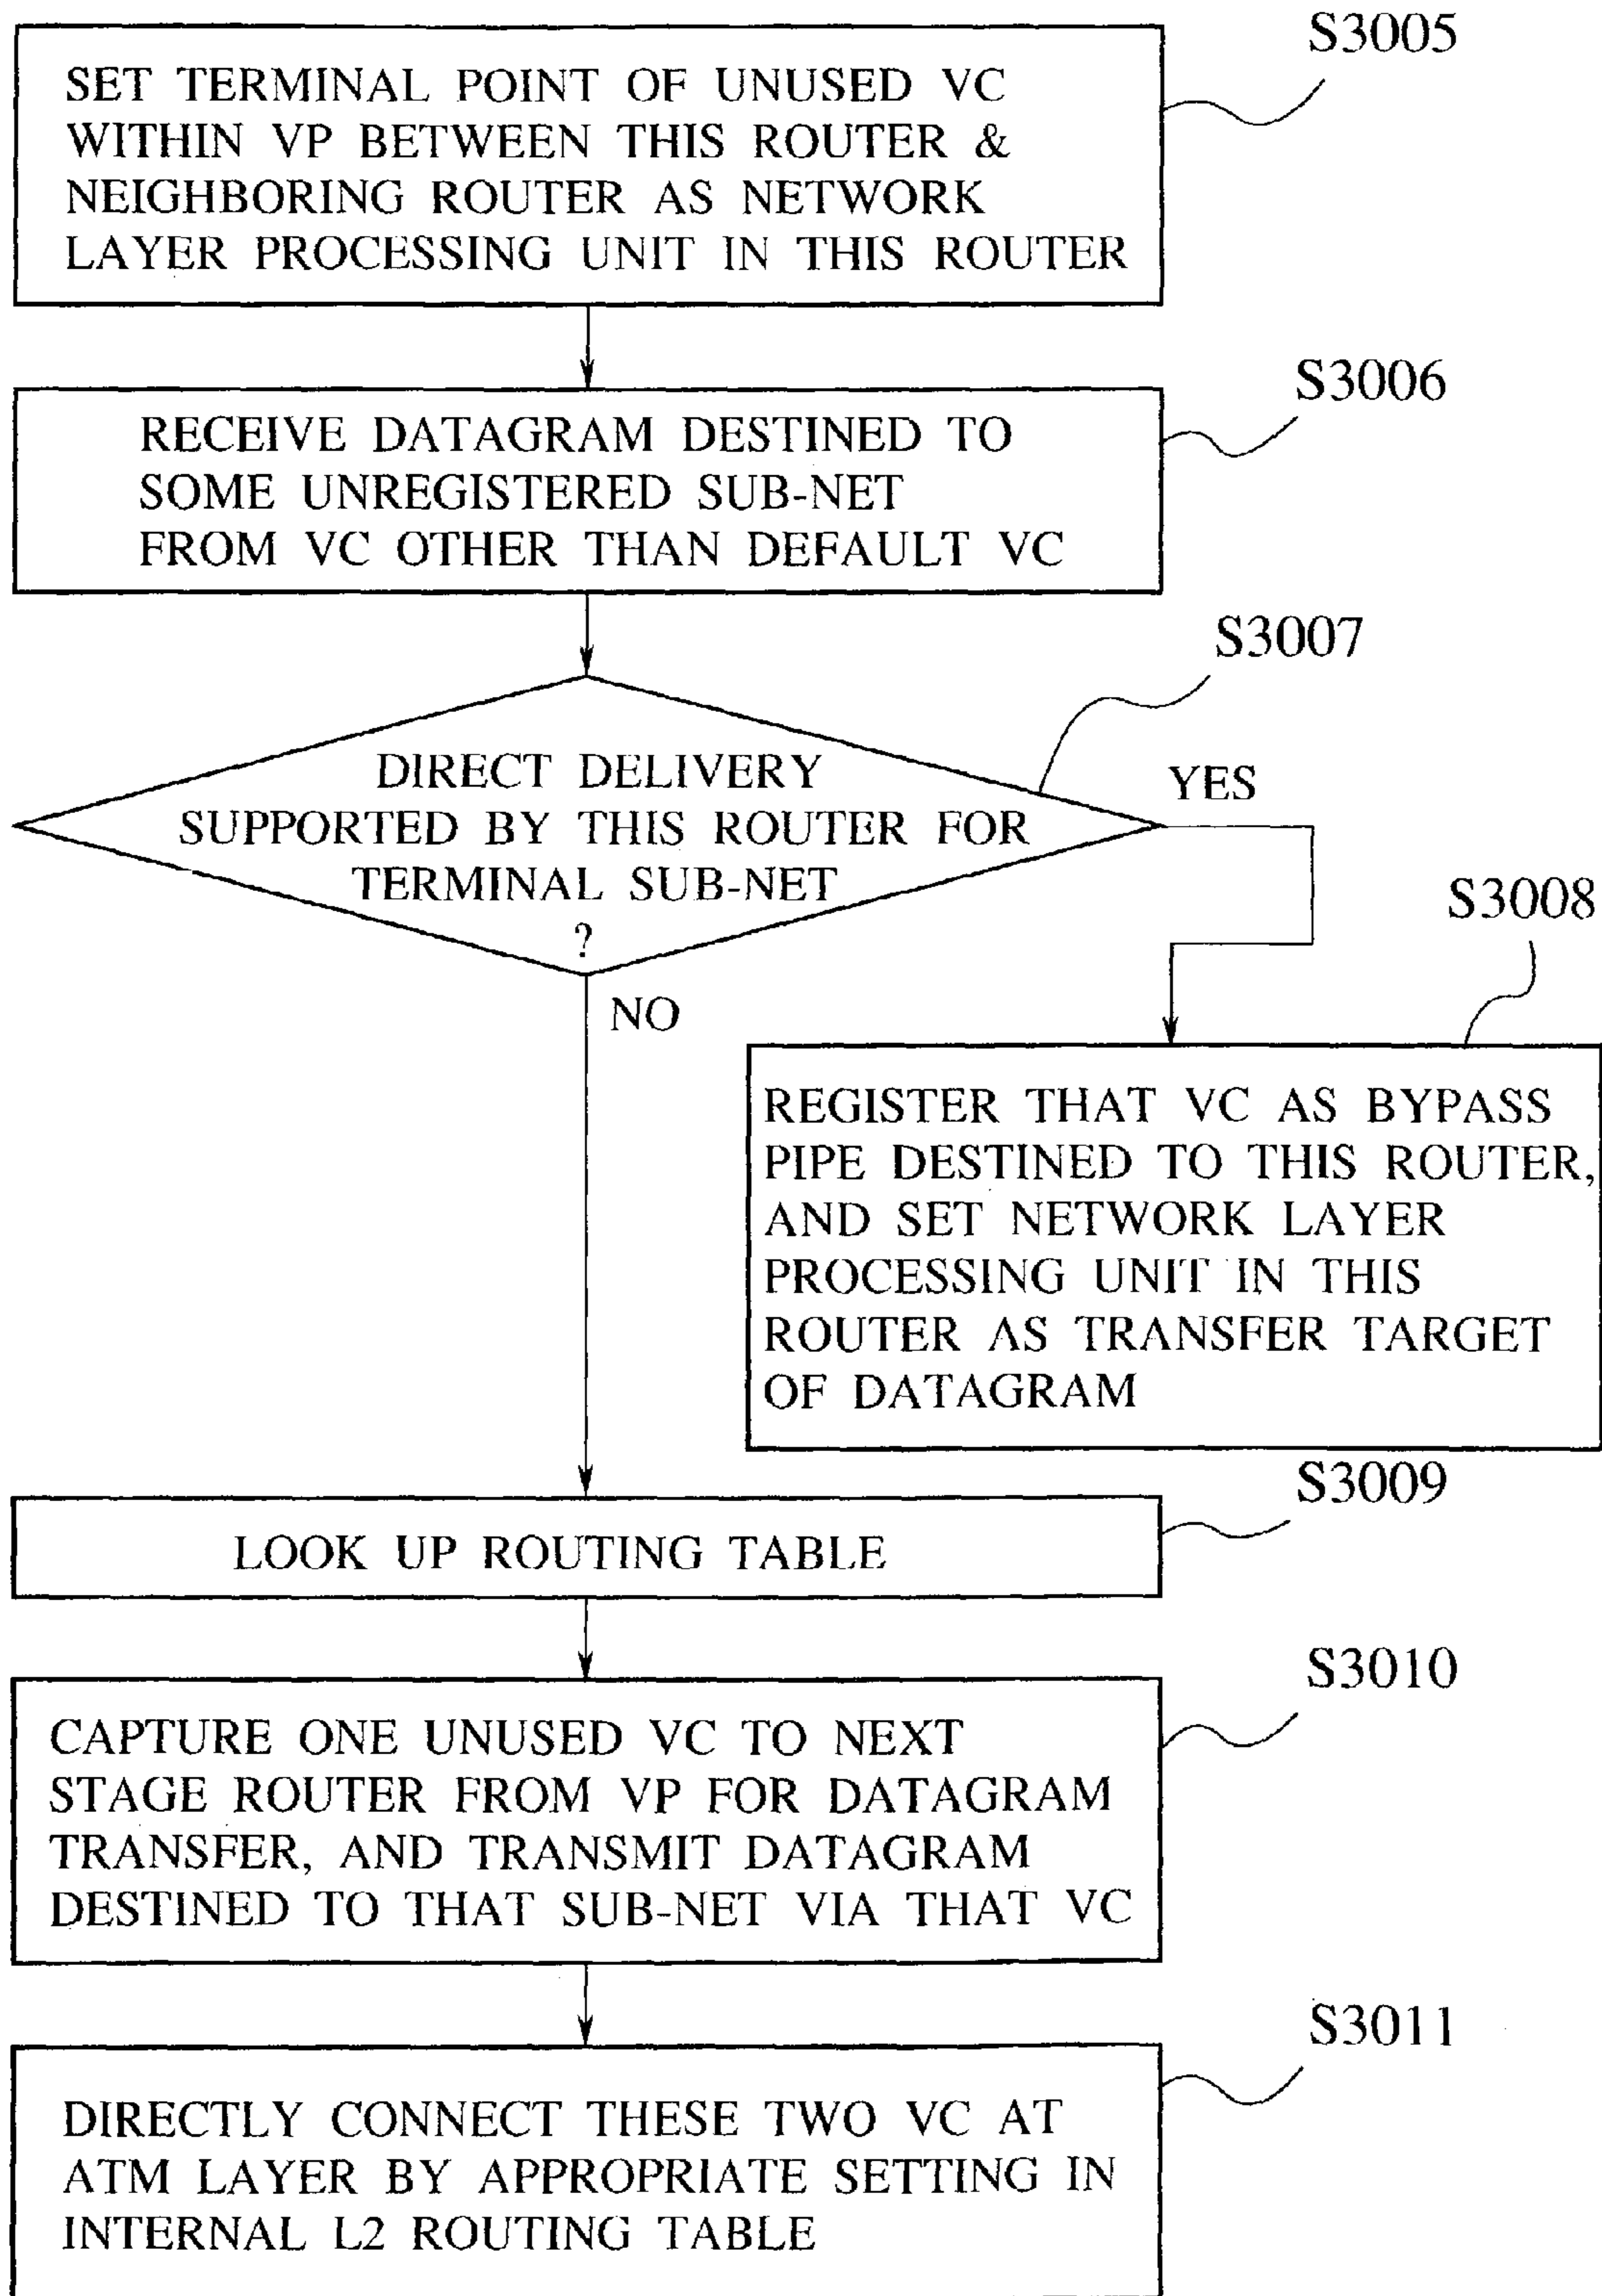 S3005
SET TERMINAL POINT OF UNUSED VC
WITHIN VP BETWEEN THIS ROUTER &
NEIGHBORING ROUTER AS NETWORK
LAYER PROCESSING UNIT IN THIS ROUTER
S3006
RECEIVE DATAGRAM DESTINED TO
SOME UNREGISTERED SUB-NET
FROM VC OTHER THAN DEFAULT VC
S3007
DIRECT DELIVERY
SUPPORTED BY THIS ROUTER FOR
TERMINAL SUB-NET
?
YES
NO
S3008
REGISTER THAT VC AS BYPASS
PIPE DESTINED TO THIS ROUTER,
AND SET NETWORK LAYER
PROCESSING UNIT IN THIS
ROUTER AS TRANSFER TARGET
OF DATAGRAM
S3009
LOOK UP ROUTING TABLE
S3010
CAPTURE ONE UNUSED VC TO NEXT
STAGE ROUTER FROM VP FOR DATAGRAM
TRANSFER, AND TRANSMIT DATAGRAM
DESTINED TO THAT SUB-NET VIA THAT VC
S3011
DIRECTLY CONNECT THESE TWO VC AT
ATM LAYER BY APPROPRIATE SETTING IN
INTERNAL L2 ROUTING TABLE